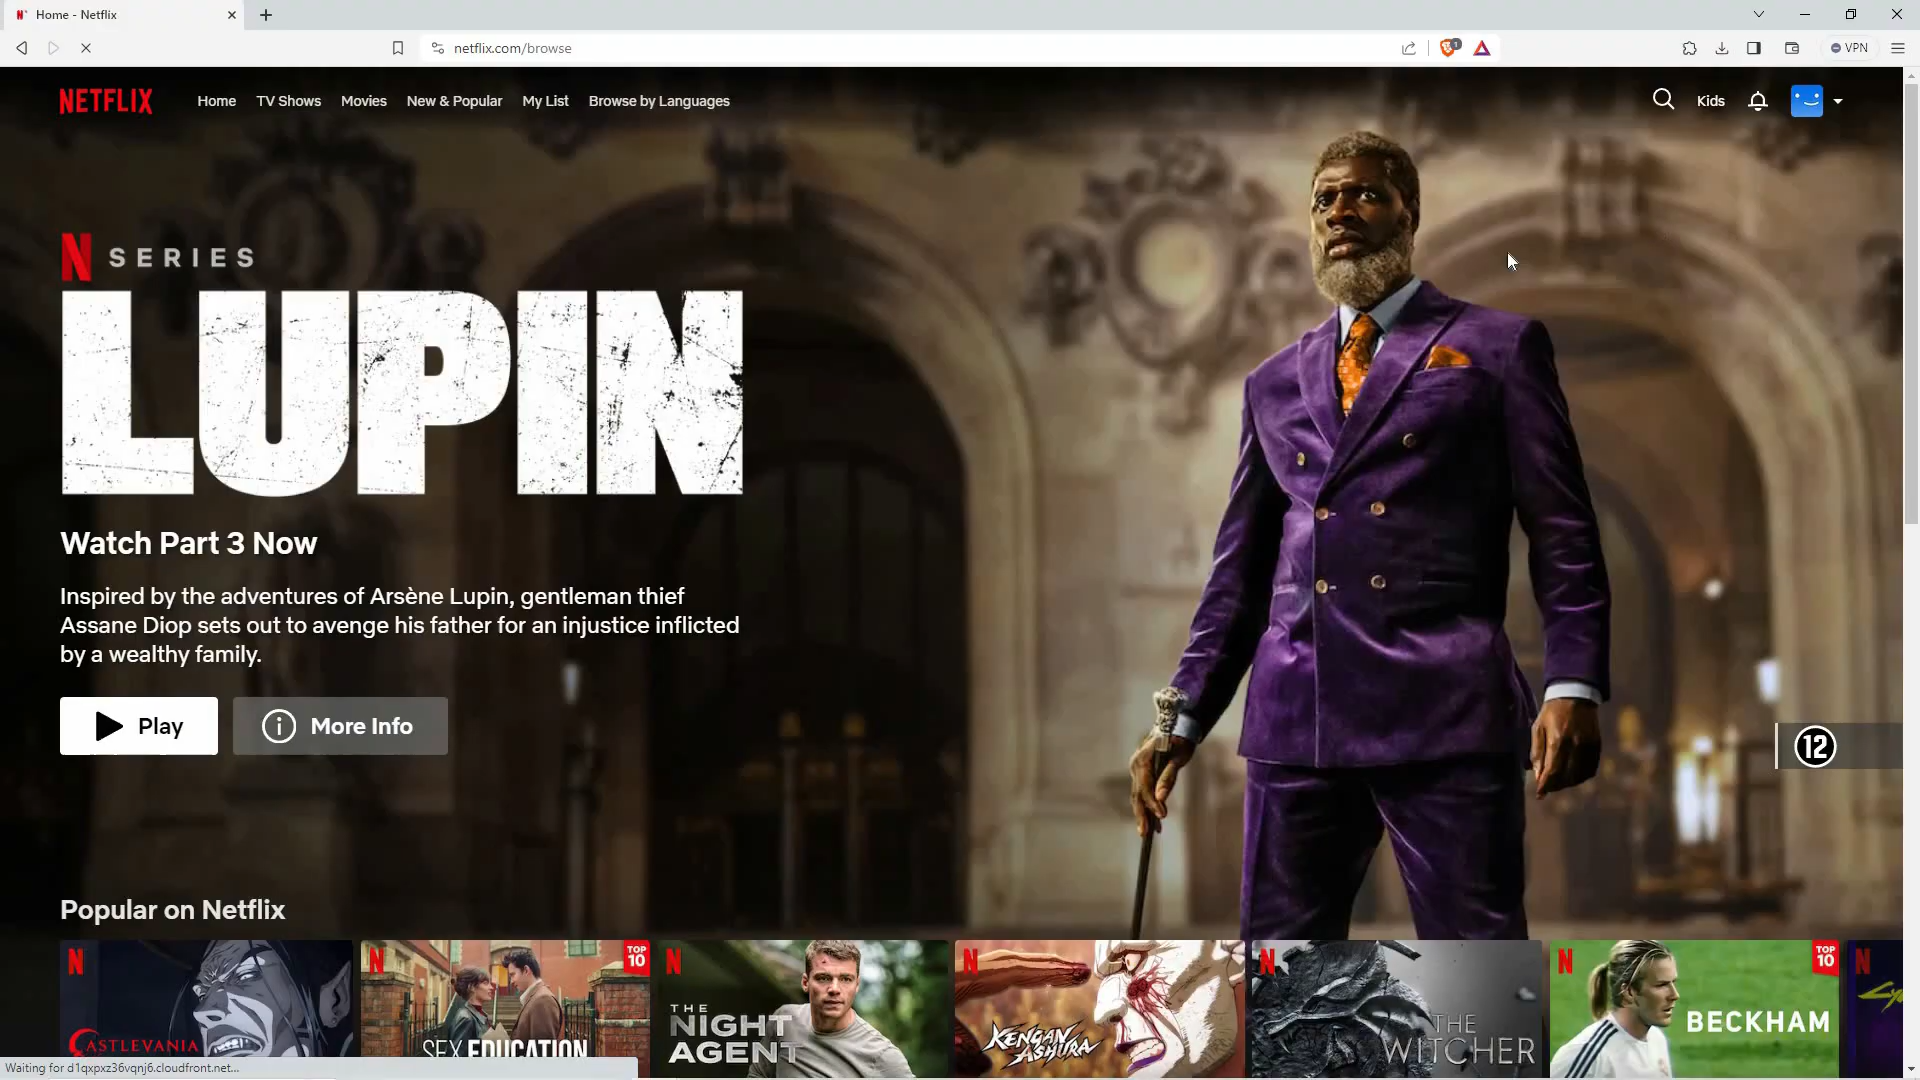 Home - Netflix
netflix.com/browse
1
VPN
NETFLIX
Home
TV Shows
Movies
New & Popular
My List
Browse by Languages
Kids
N SERIES
LUPIN
Watch Part 3 Now
Inspired by the adventures of Arsène Lupin, gentleman thief
Assane Diop sets out to avenge his father for an injustice inflicted
by a wealthy family.
Play
More Info
12
Popular on Netflix
N
CASTLEVANIA
N
TOP
10
SEX EDUCATION
N
THE
NIGHT
AGENT
N
KENGAN
ASHURA
N
THE
WITCHER
N
TOP
10
BECKHAM
N
Waiting for d1qxpxz36vqnj6.cloudfront.net...